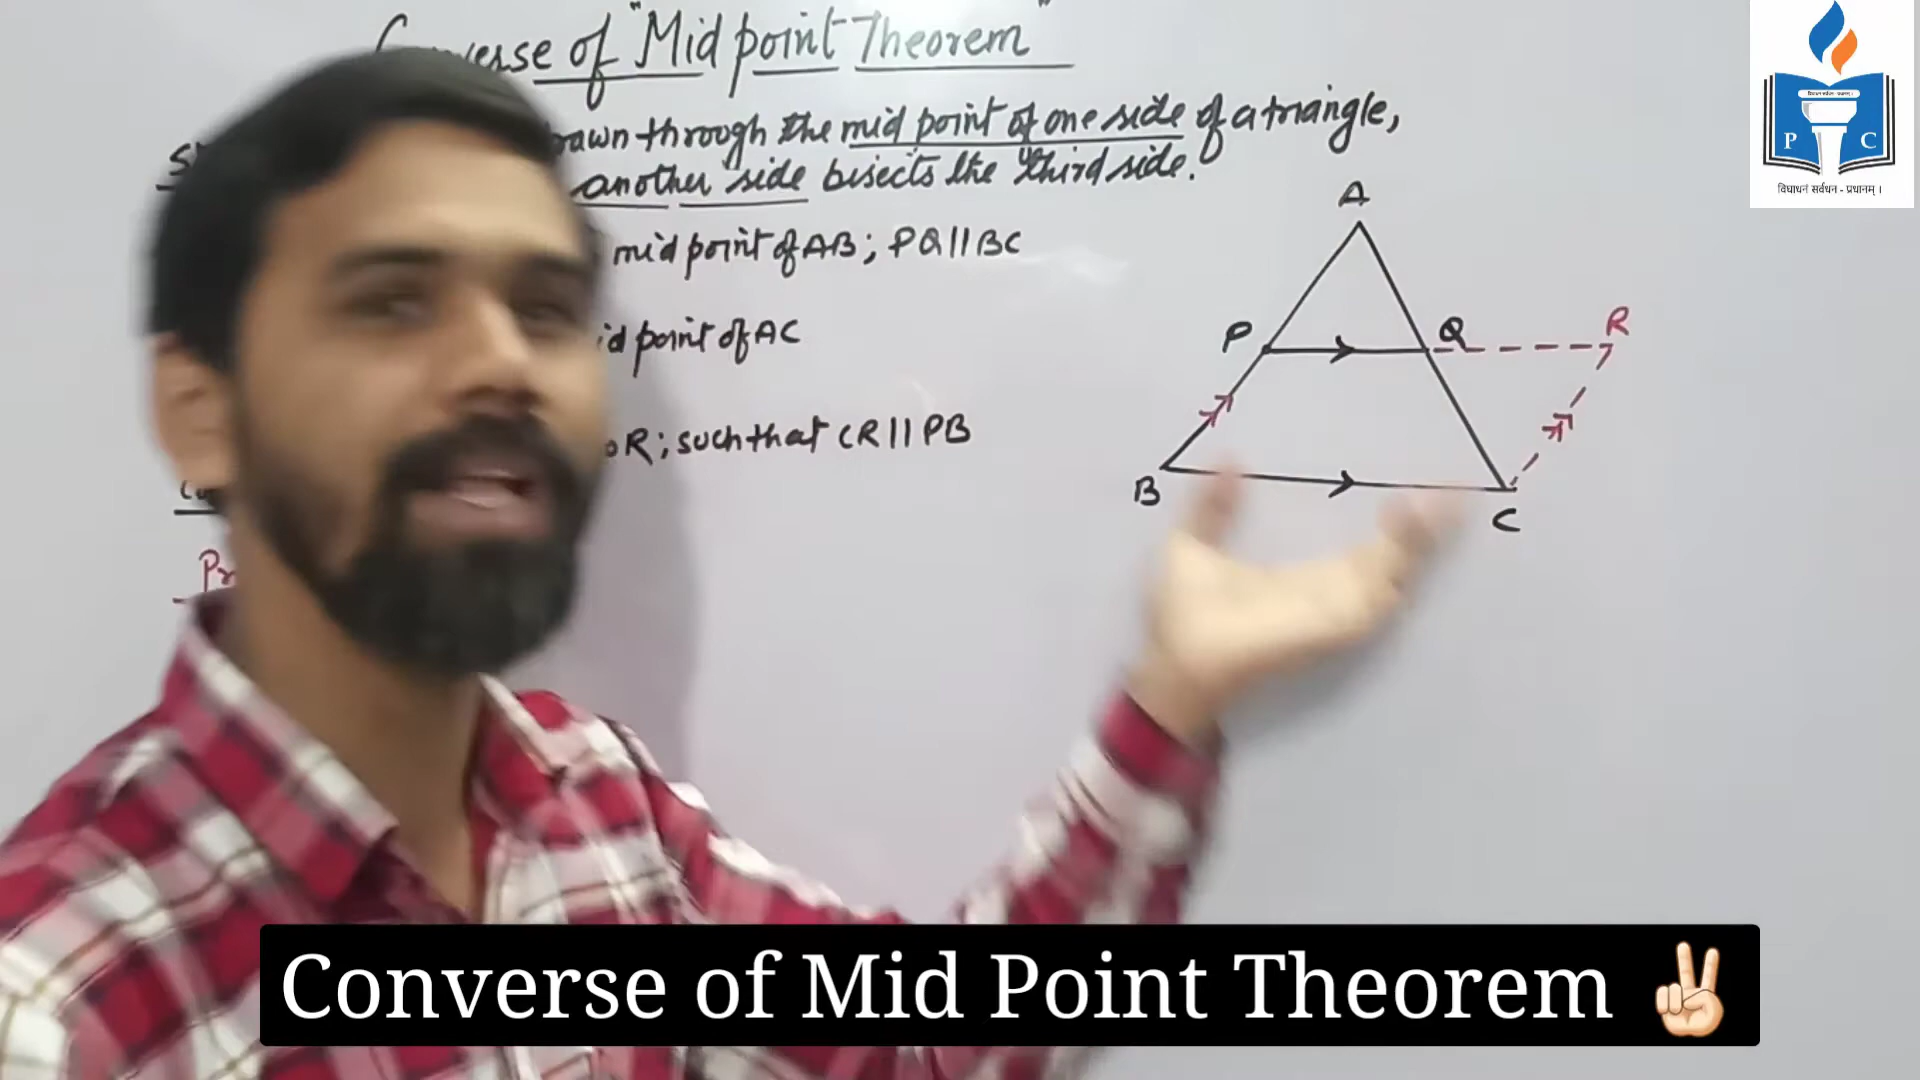 Converse of "Mid point Theorem"
drawn through the mid point of one side of a triangle,
another side bisects the "third side.
mid point of AB; PQ || BC
mid point of AC
R; such that CR || PB
A
P
Q
R
B
C
P C
विद्याधनं सर्वधन - प्रधानम् ।
Converse of Mid Point Theorem ✌🏻